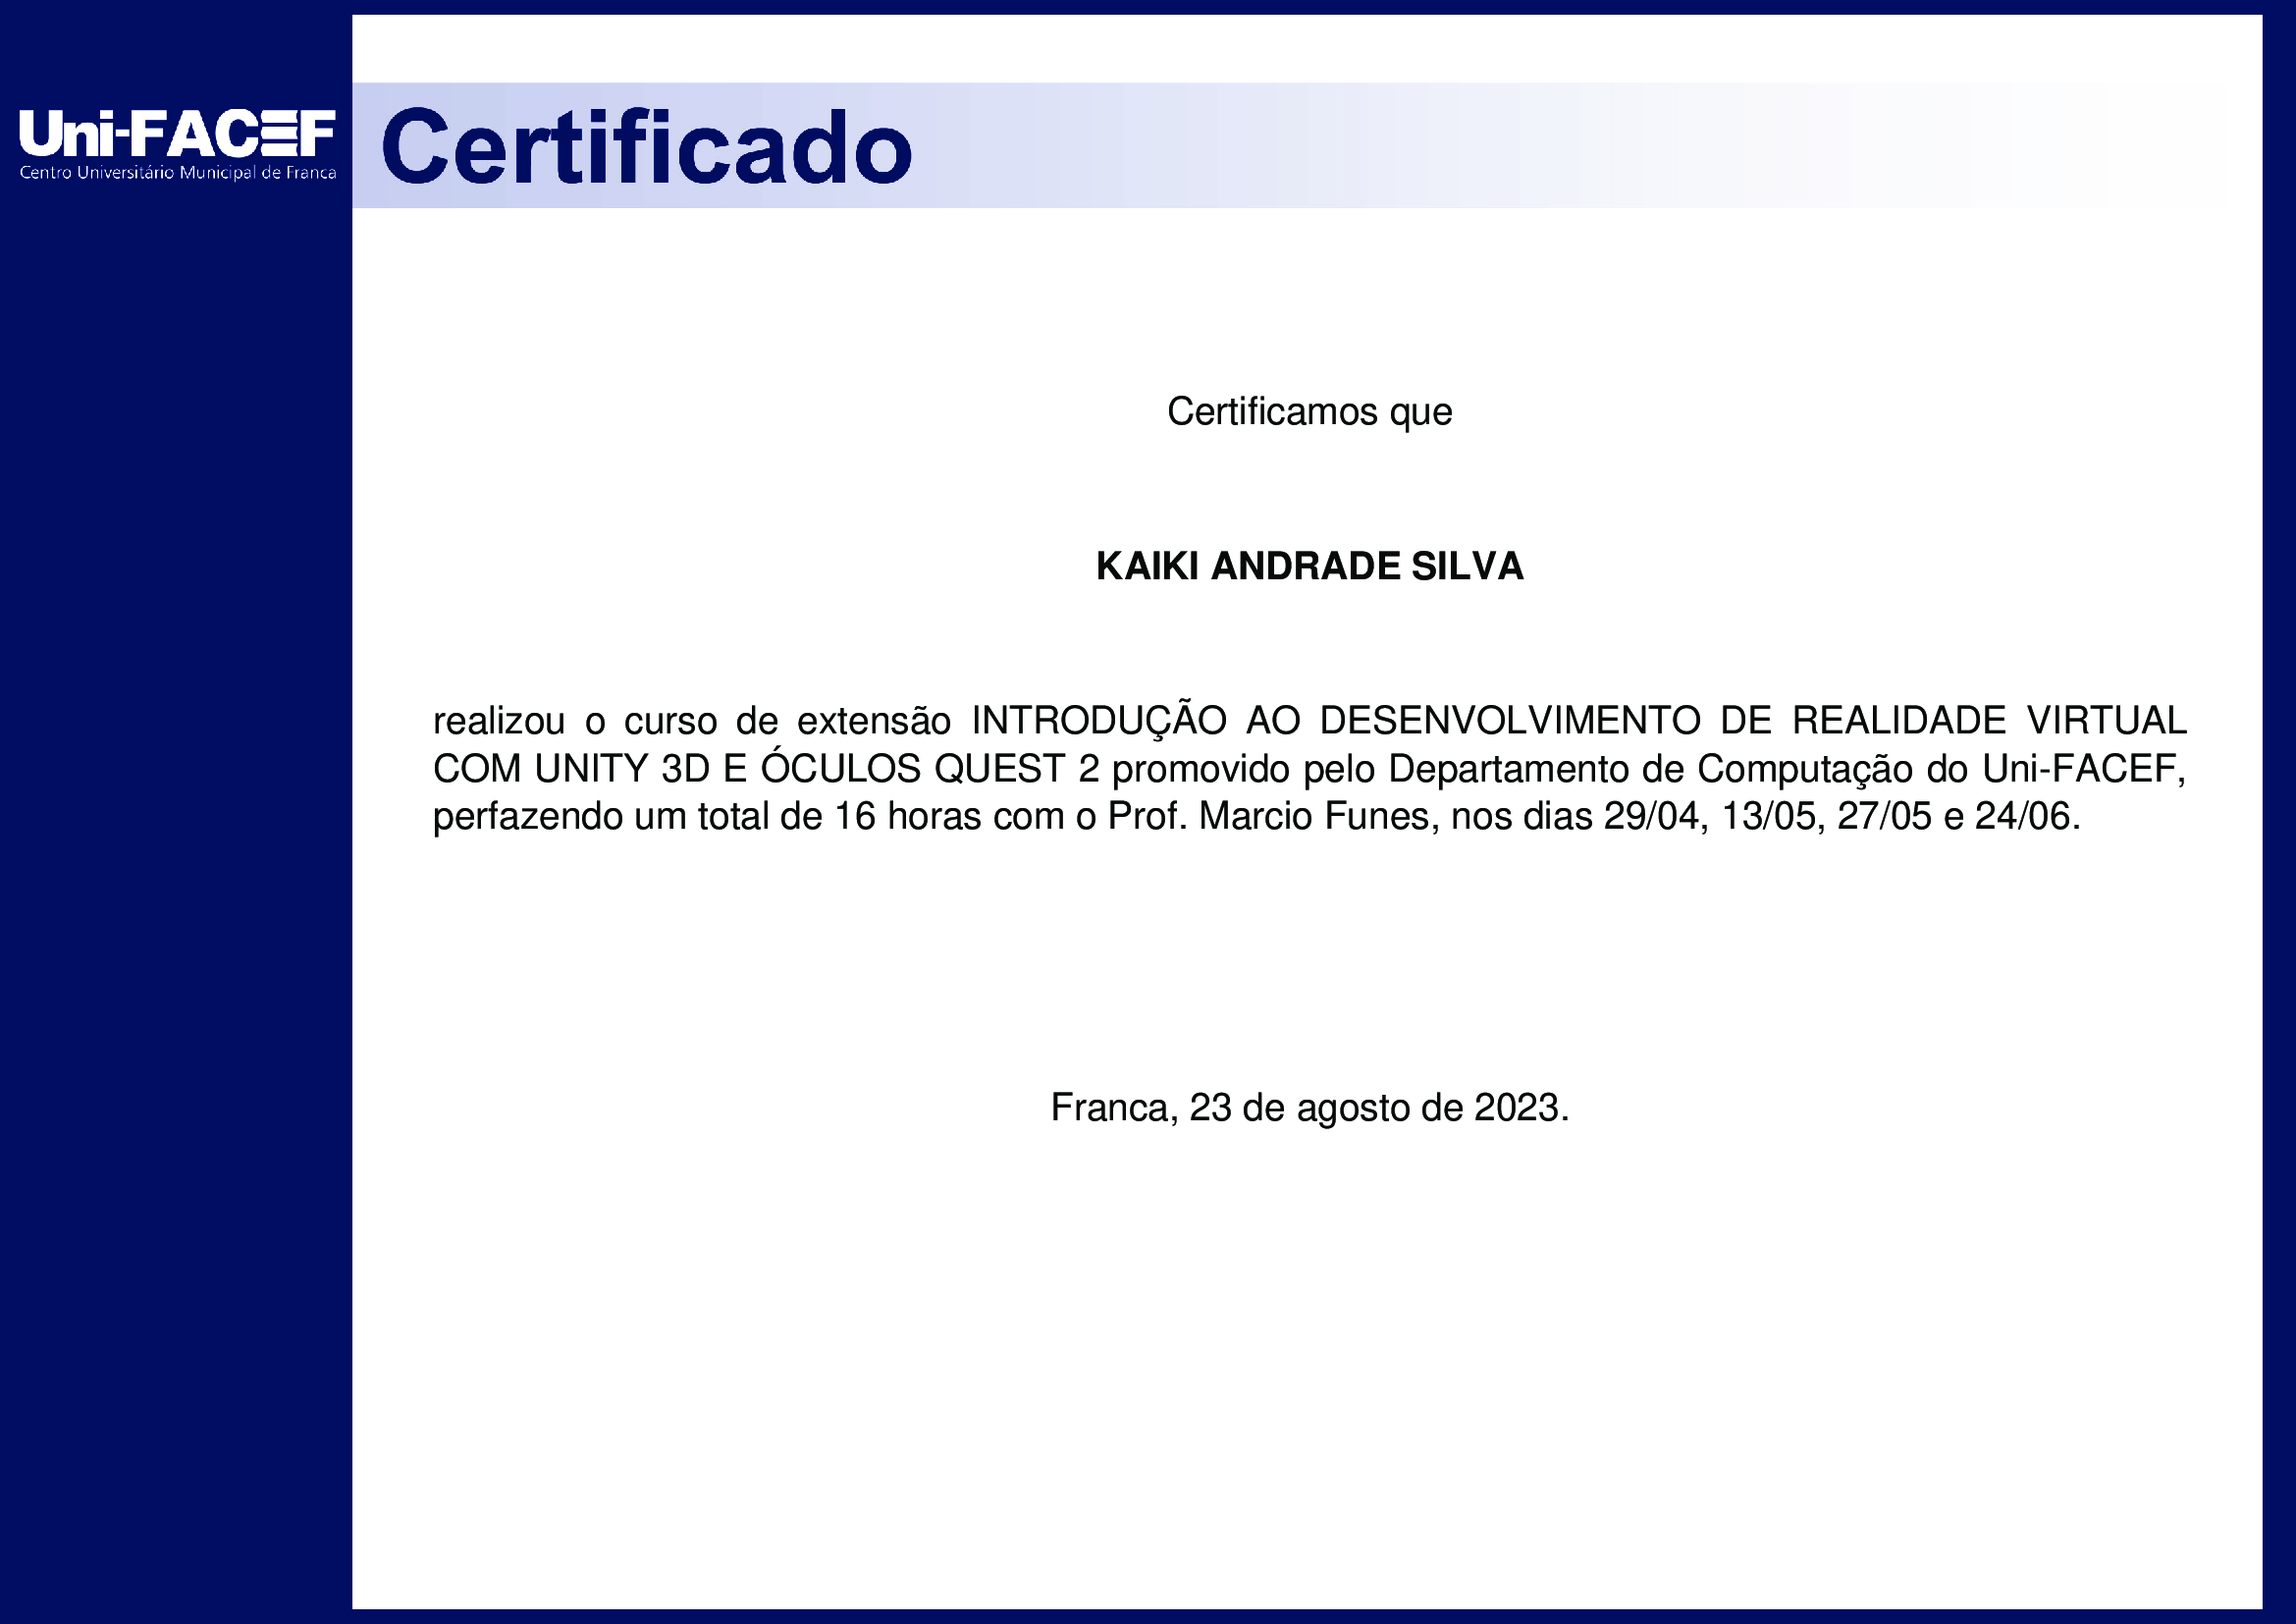 Uni-FACEF
Centro Universitário Municipal de Franca
Certificado
Certificamos que
KAIKI ANDRADE SILVA
realizou o curso de extensão INTRODUÇÃO AO DESENVOLVIMENTO DE REALIDADE VIRTUAL
COM UNITY 3D E ÓCULOS QUEST 2 promovido pelo Departamento de Computação do Uni-FACEF,
perfazendo um total de 16 horas com o Prof. Marcio Funes, nos dias 29/04, 13/05, 27/05 e 24/06.
Franca, 23 de agosto de 2023.